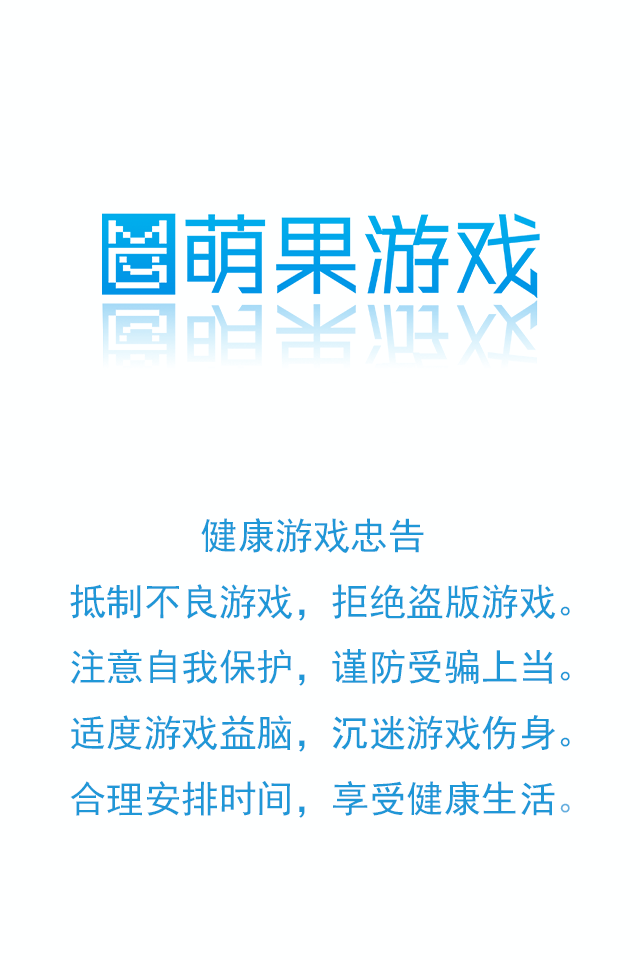 萌果游戏
健康游戏忠告
抵制不良游戏，拒绝盗版游戏。
注意自我保护，谨防受骗上当。
适度游戏益脑，沉迷游戏伤身。
合理安排时间，享受健康生活。